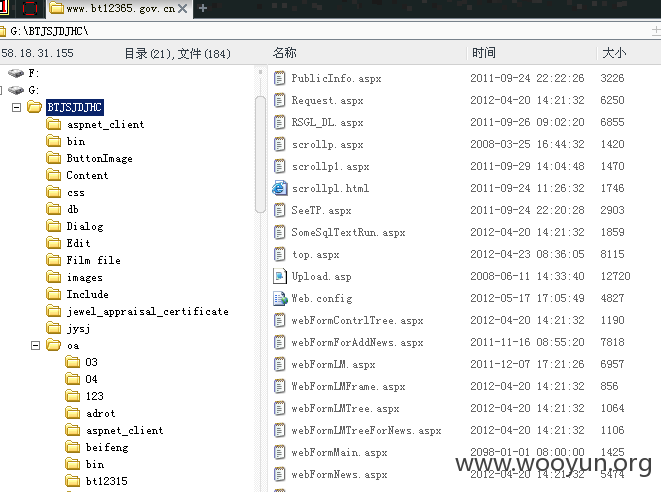 www.bt12365.gov.cn
G:\BTJSJDJHC\
58.18.31.155 目录(21),文件(184) 名称 时间 大小
F:
G:
BTJSJDJHC
aspnet_client
bin
ButtonImage
Content
css
db
Dialog
Edit
Film file
images
Include
jewel_appraisal_certificate
jysj
oa
03
04
123
adrot
aspnet_client
beifeng
bin
bt12315
PublicInfo.aspx 2011-09-24 22:22:26 3226
Request.aspx 2012-04-20 14:21:32 6250
RSGL_DL.aspx 2011-09-26 09:02:20 6855
scrollp.aspx 2008-03-25 16:44:32 1420
scrollpl.aspx 2011-09-29 14:04:48 1470
scrollpl.html 2011-09-24 11:26:32 1746
SeeTP.aspx 2011-09-24 22:20:28 2903
SomeSqlTextRun.aspx 2012-04-20 14:21:32 1859
top.aspx 2012-04-23 08:36:05 8115
Upload.asp 2008-06-11 14:33:40 12720
Web.config 2012-05-17 17:05:49 4827
webFormContrlTree.aspx 2012-04-20 14:21:32 1190
webFormForAddNews.aspx 2011-11-16 08:55:20 7818
webFormLM.aspx 2011-12-07 17:21:26 6957
webFormLMFrame.aspx 2012-04-20 14:21:32 856
webFormLMTree.aspx 2012-04-20 14:21:32 1064
webFormLMTreeForNews.aspx 2012-04-20 14:21:32 1106
webFormMain.aspx 2098-01-01 08:00:00 1425
webFormNews.aspx 2012-04-20 14:21:32 5474
www.wooyun.org